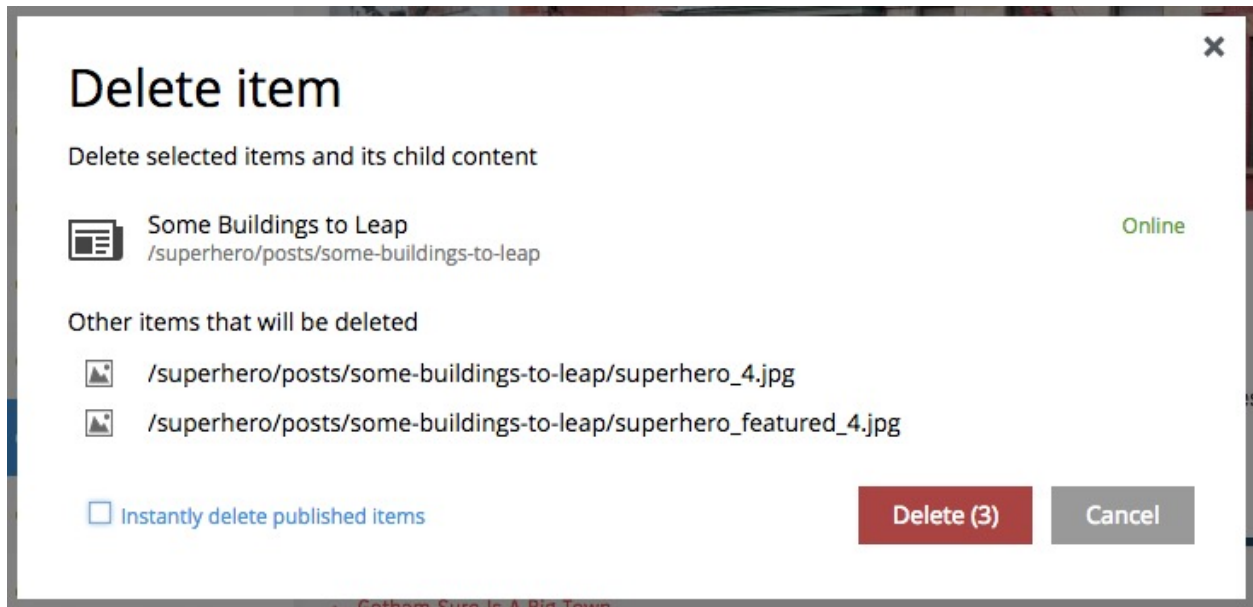 Delete item
Delete selected items and its child content
Some Buildings to Leap
Online
/superhero/posts/some-buildings-to-leap
Other items that will be deleted
/superhero/posts/some-buildings-to-leap/superhero_4.jpg
/superhero/posts/some-buildings-to-leap/superhero_featured_4.jpg
Instantly delete published items
Delete (3)
Cancel
Gotham Sure Is A Big Town